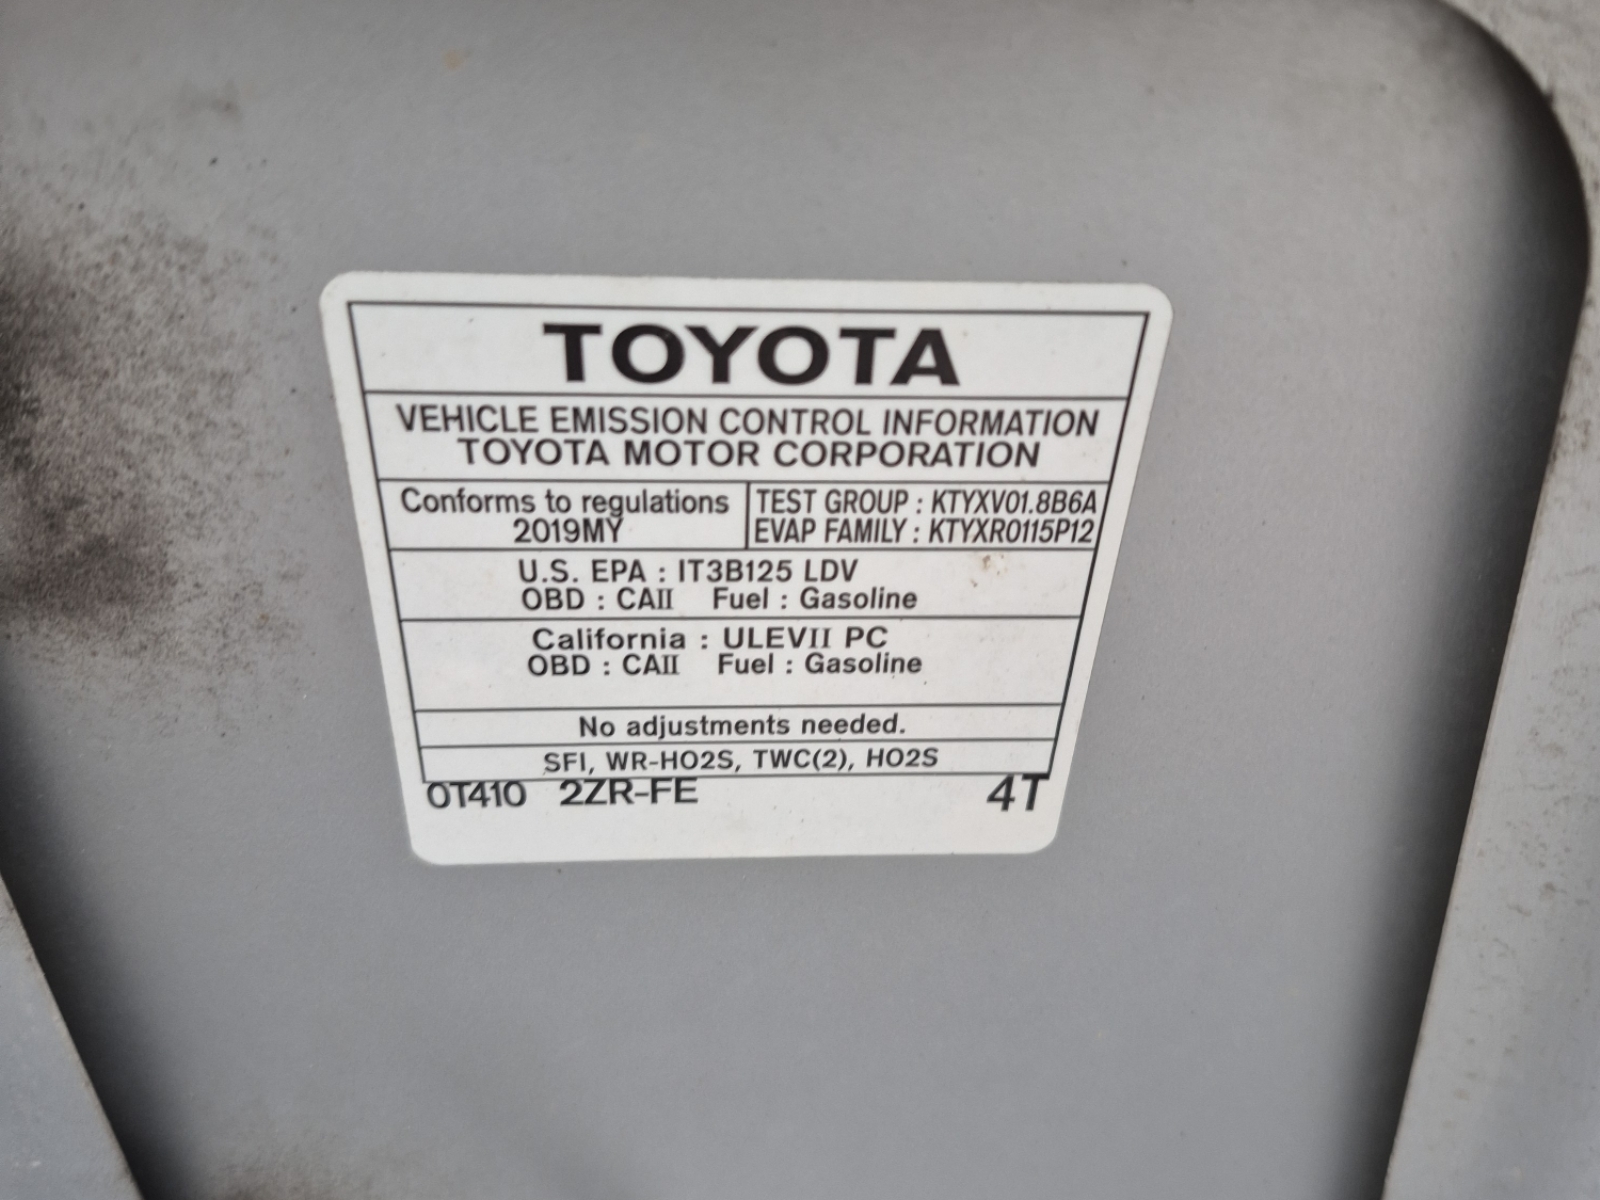 TOYOTA
VEHICLE EMISSION CONTROL INFORMATION
TOYOTA MOTOR CORPORATION
Conforms to regulations
2019MY
TEST GROUP : KTYXV01.8B6A
EVAP FAMILY : KTYXR0115P12
U.S. EPA : IT3B125 LDV
OBD : CAII Fuel : Gasoline
California : ULEVII PC
OBD : CAII Fuel : Gasoline
No adjustments needed.
SFI, WR-HO2S, TWC(2), HO2S
0T410 2ZR-FE 4T